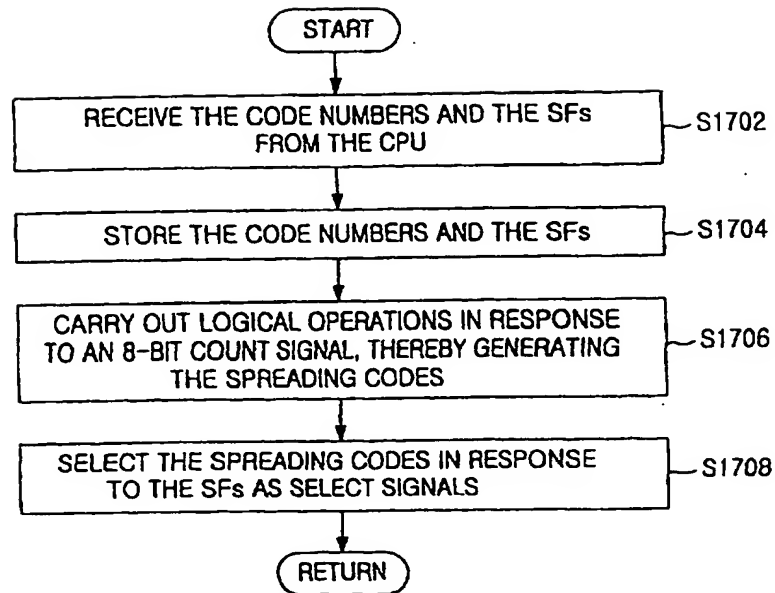 START
RECEIVE THE CODE NUMBERS AND THE SFs
FROM THE CPU
S1702
STORE THE CODE NUMBERS AND THE SFs
S1704
CARRY OUT LOGICAL OPERATIONS IN RESPONSE
TO AN 8-BIT COUNT SIGNAL, THEREBY GENERATING
THE SPREADING CODES
S1706
SELECT THE SPREADING CODES IN RESPONSE
TO THE SFs AS SELECT SIGNALS
S1708
RETURN